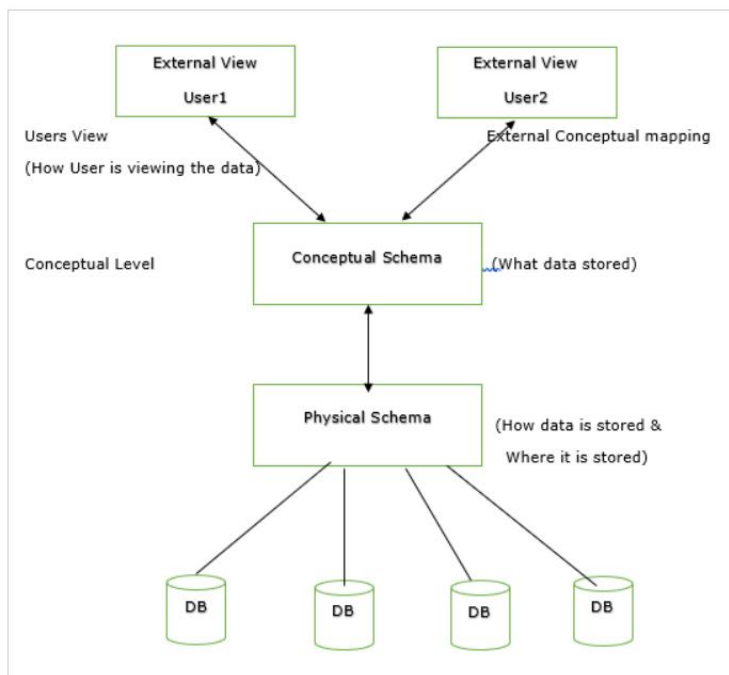 External View
User1
External View
User2
Users View
(How User is viewing the data)
External Conceptual mapping
Conceptual Level
Conceptual Schema
(What data stored)
Physical Schema
(How data is stored &
Where it is stored)
DB
DB
DB
DB